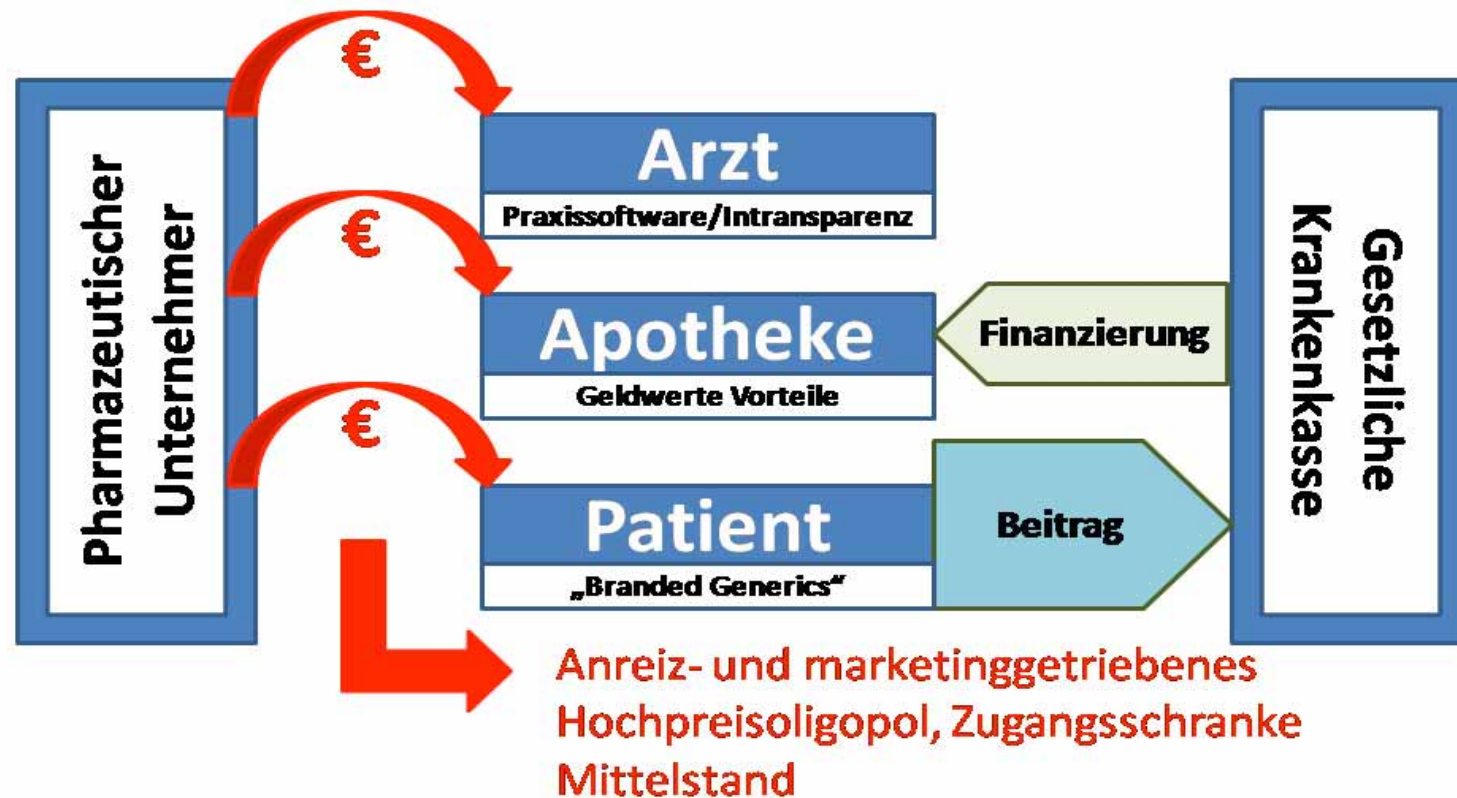 Pharmazeutischer
Unternehmer
€
Arzt
Praxissoftware/Intransparenz
€
Apotheke
Geldwerte Vorteile
Finanzierung
€
Patient
„Branded Generics“
Beitrag
Gesetzliche
Krankenkasse
Anreiz- und marketinggetriebenes
Hochpreisoligopol, Zugangsschranke
Mittelstand